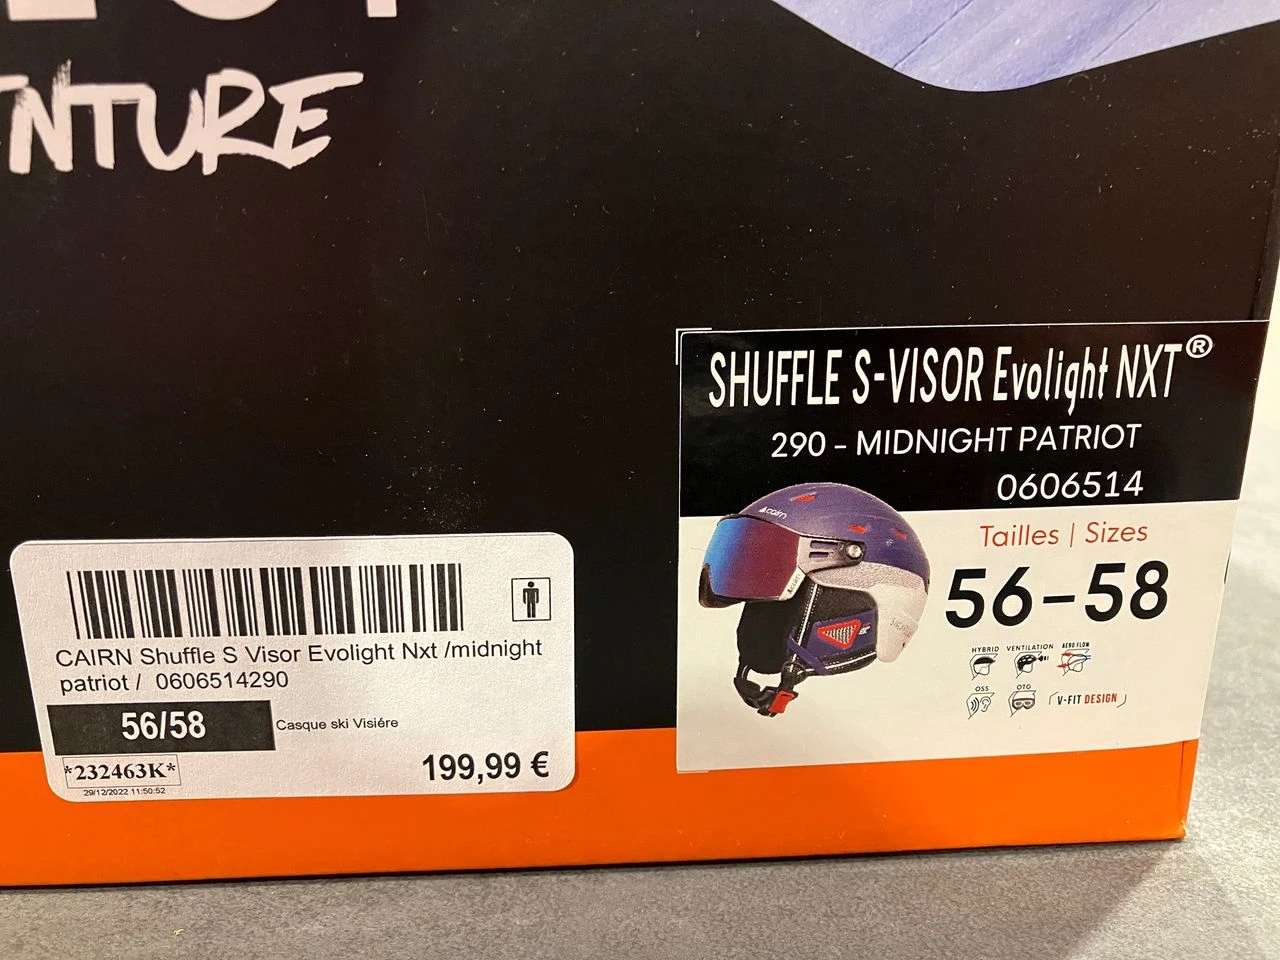 SHUFFLE S-VISOR Evolight NXT®
290 - MIDNIGHT PATRIOT
0606514
Tailles | Sizes
56-58
cairn
HYBRID VENTILATION AERO FLOW
OSS OTG V-FIT DESIGN
CAIRN Shuffle S Visor Evolight Nxt /midnight
patriot / 0606514290
56/58 Casque ski Visiére
*232463K* 199,99 €
29/12/2022 11:50:52